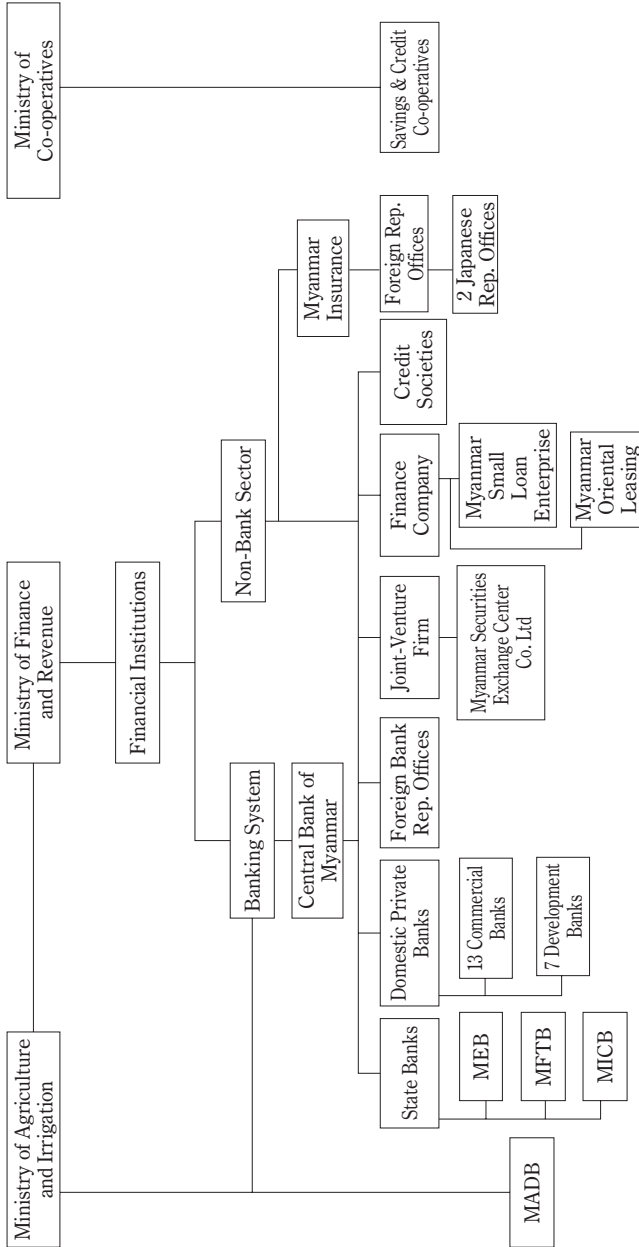 Ministry of Agriculture
and Irrigation
Ministry of Finance
and Revenue
Ministry of
Co-operatives
Financial Institutions
Banking System
Non-Bank Sector
Central Bank of
Myanmar
Myanmar
Insurance
State Banks
Domestic Private
Banks
Foreign Bank
Rep. Offices
Joint-Venture
Firm
Finance
Company
Credit
Societies
Foreign Rep.
Offices
Savings & Credit
Co-operatives
MEB
MFTB
MICB
MADB
13 Commercial
Banks
7 Development
Banks
Myanmar Securities
Exchange Center
Co. Ltd
Myanmar
Small
Loan
Enterprise
Myanmar
Oriental
Leasing
2 Japanese
Rep. Offices